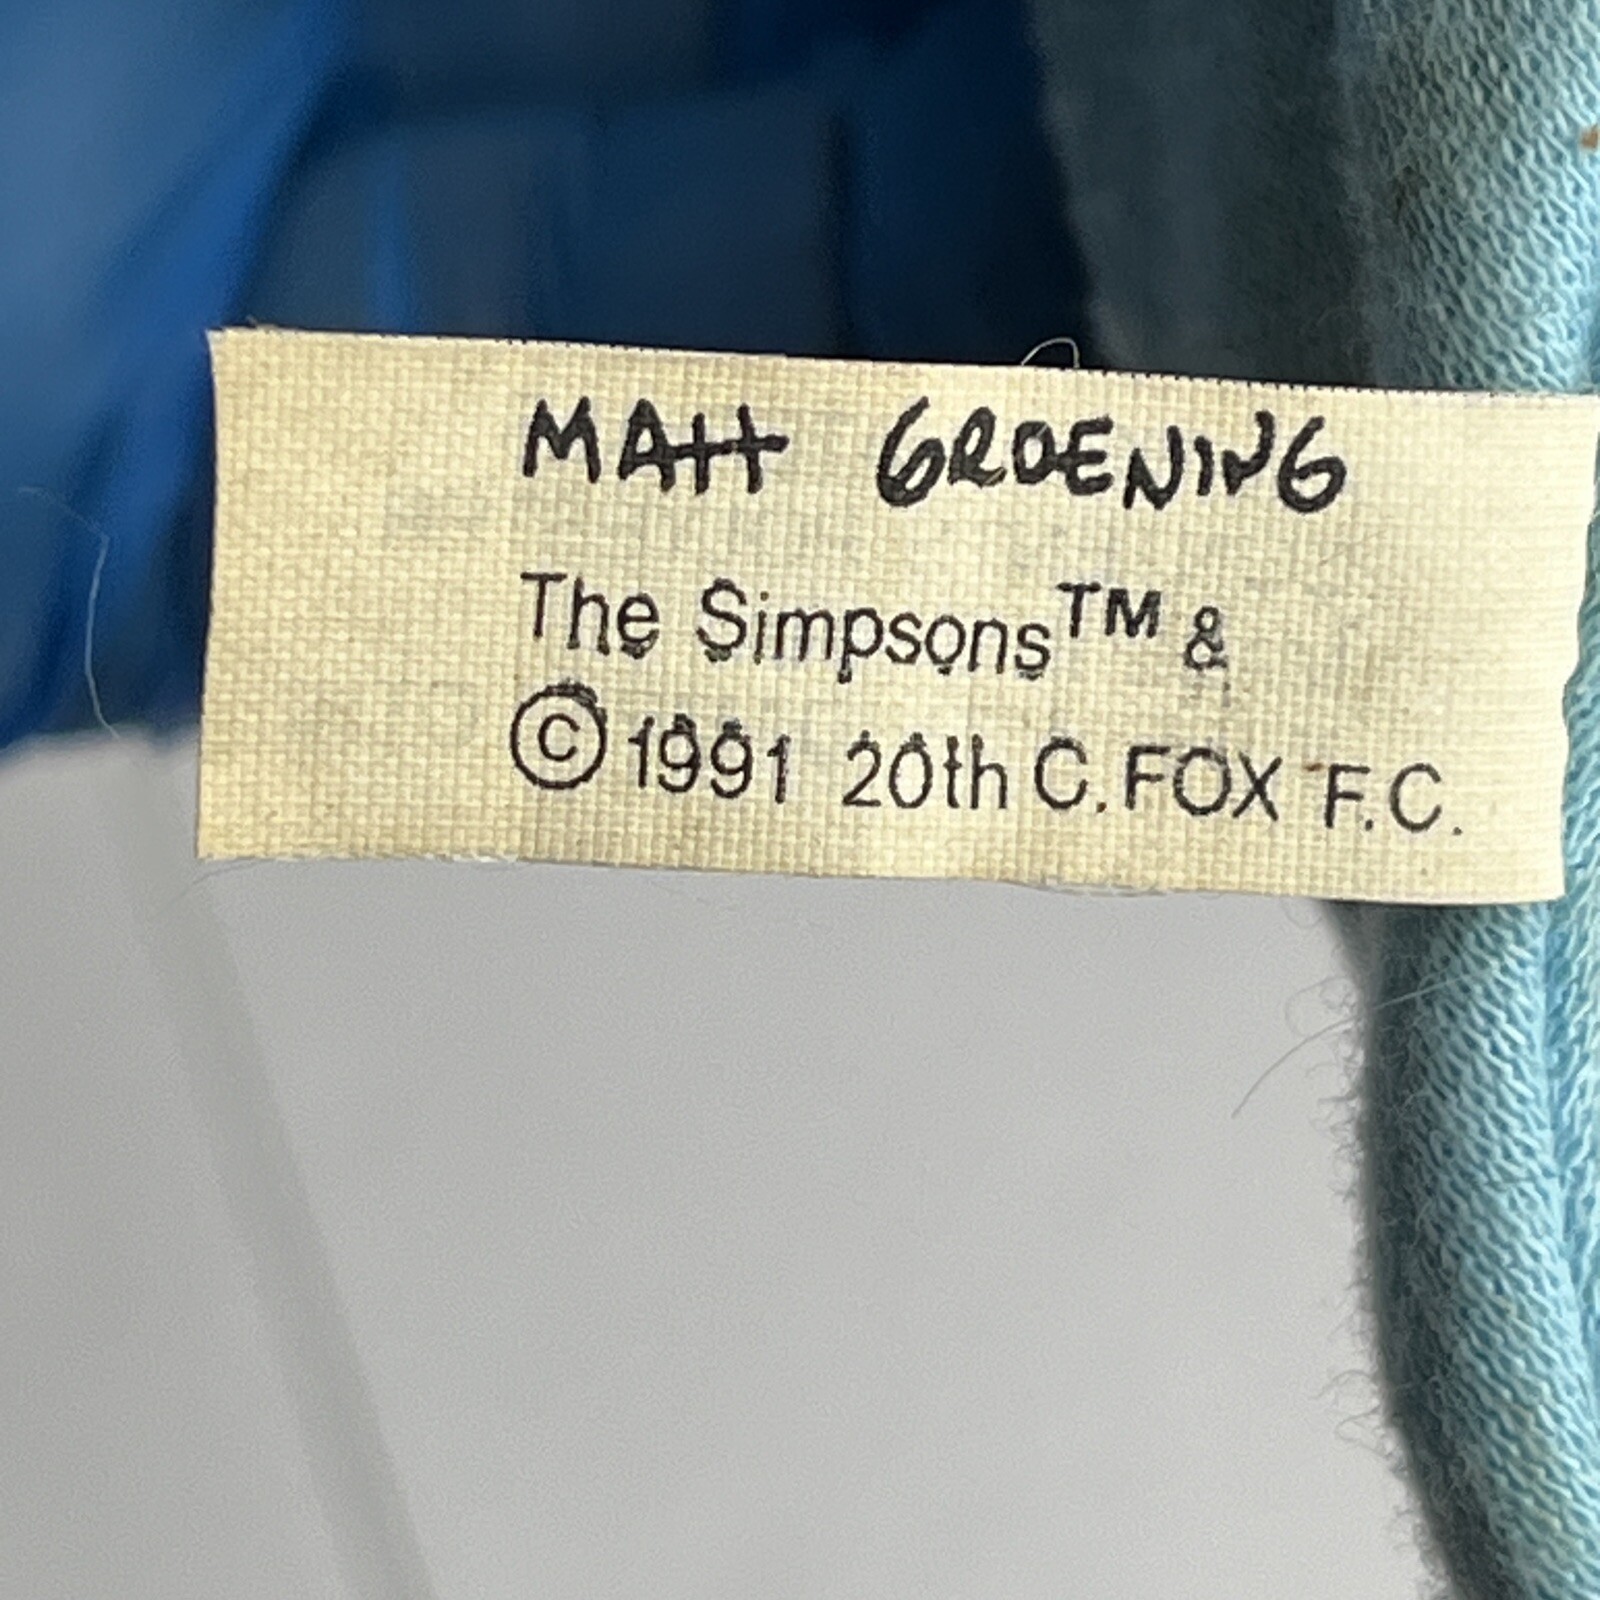 MATT GROENING
The Simpsons™ &
© 1991 20th C. FOX F.C.